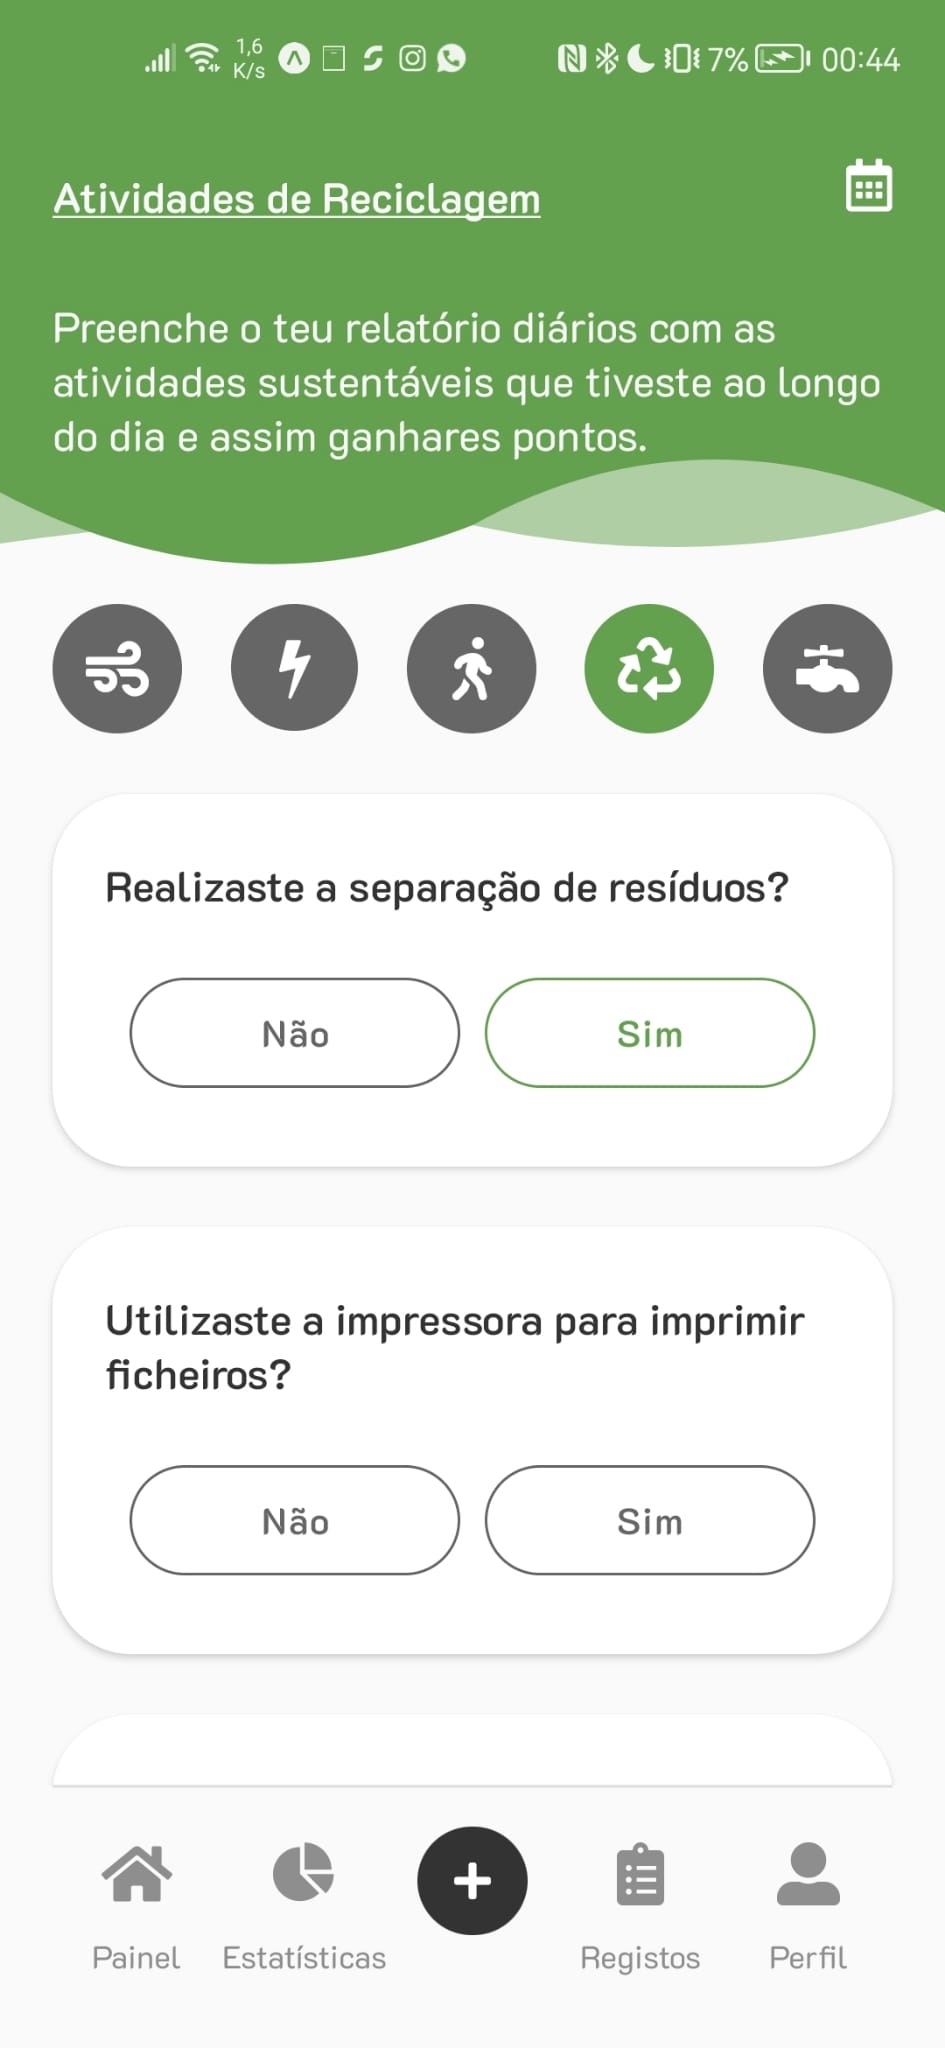 1,6
K/s
7%
00:44
Atividades de Reciclagem
Preenche o teu relatório diários com as
atividades sustentáveis que tiveste ao longo
do dia e assim ganhares pontos.
Realizaste a separação de resíduos?
Não
Sim
Utilizaste a impressora para imprimir
ficheiros?
Não
Sim
Painel
Estatísticas
Registos
Perfil